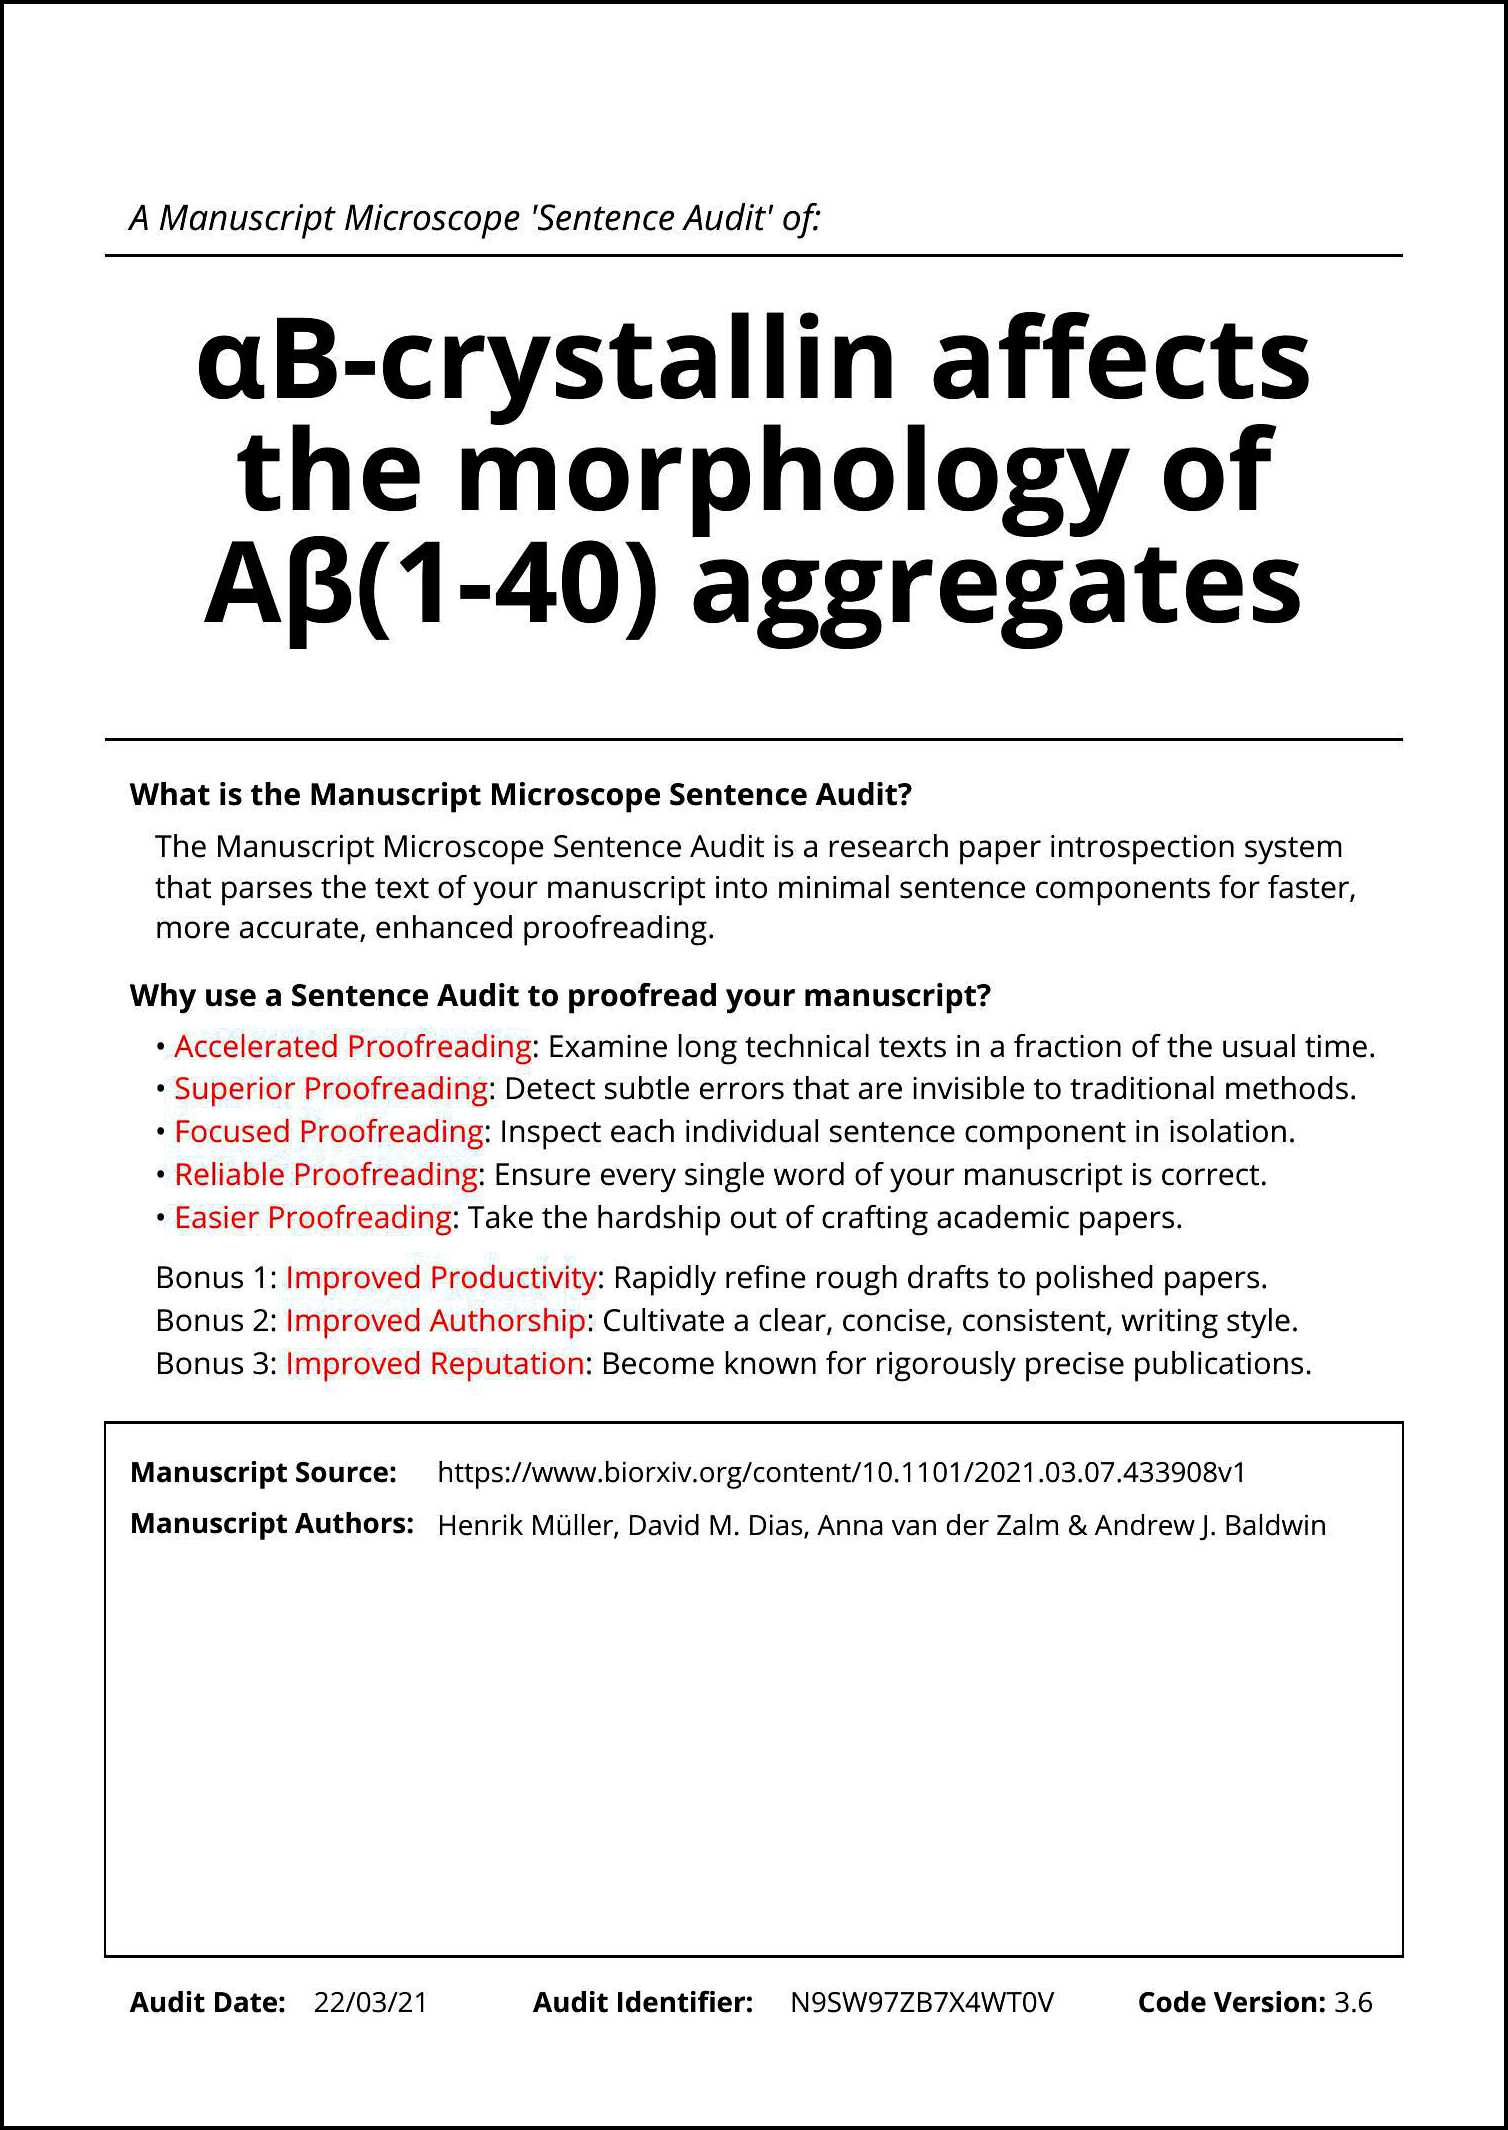 A Manuscript Microscope 'Sentence Audit' of:
αB-crystallin affects
the morphology of
Aβ(1-40) aggregates
What is the Manuscript Microscope Sentence Audit?
The Manuscript Microscope Sentence Audit is a research paper introspection system
that parses the text of your manuscript into minimal sentence components for faster,
more accurate, enhanced proofreading.
Why use a Sentence Audit to proofread your manuscript?
• Accelerated Proofreading: Examine long technical texts in a fraction of the usual time.
• Superior Proofreading: Detect subtle errors that are invisible to traditional methods.
• Focused Proofreading: Inspect each individual sentence component in isolation.
• Reliable Proofreading: Ensure every single word of your manuscript is correct.
• Easier Proofreading: Take the hardship out of crafting academic papers.
Bonus 1: Improved Productivity: Rapidly refine rough drafts to polished papers.
Bonus 2: Improved Authorship: Cultivate a clear, concise, consistent, writing style.
Bonus 3: Improved Reputation: Become known for rigorously precise publications.
Manuscript Source: https://www.biorxiv.org/content/10.1101/2021.03.07.433908v1
Manuscript Authors: Henrik Müller, David M. Dias, Anna van der Zalm & Andrew J. Baldwin
Audit Date: 22/03/21 Audit Identifier: N9SW97ZB7X4WT0V Code Version: 3.6